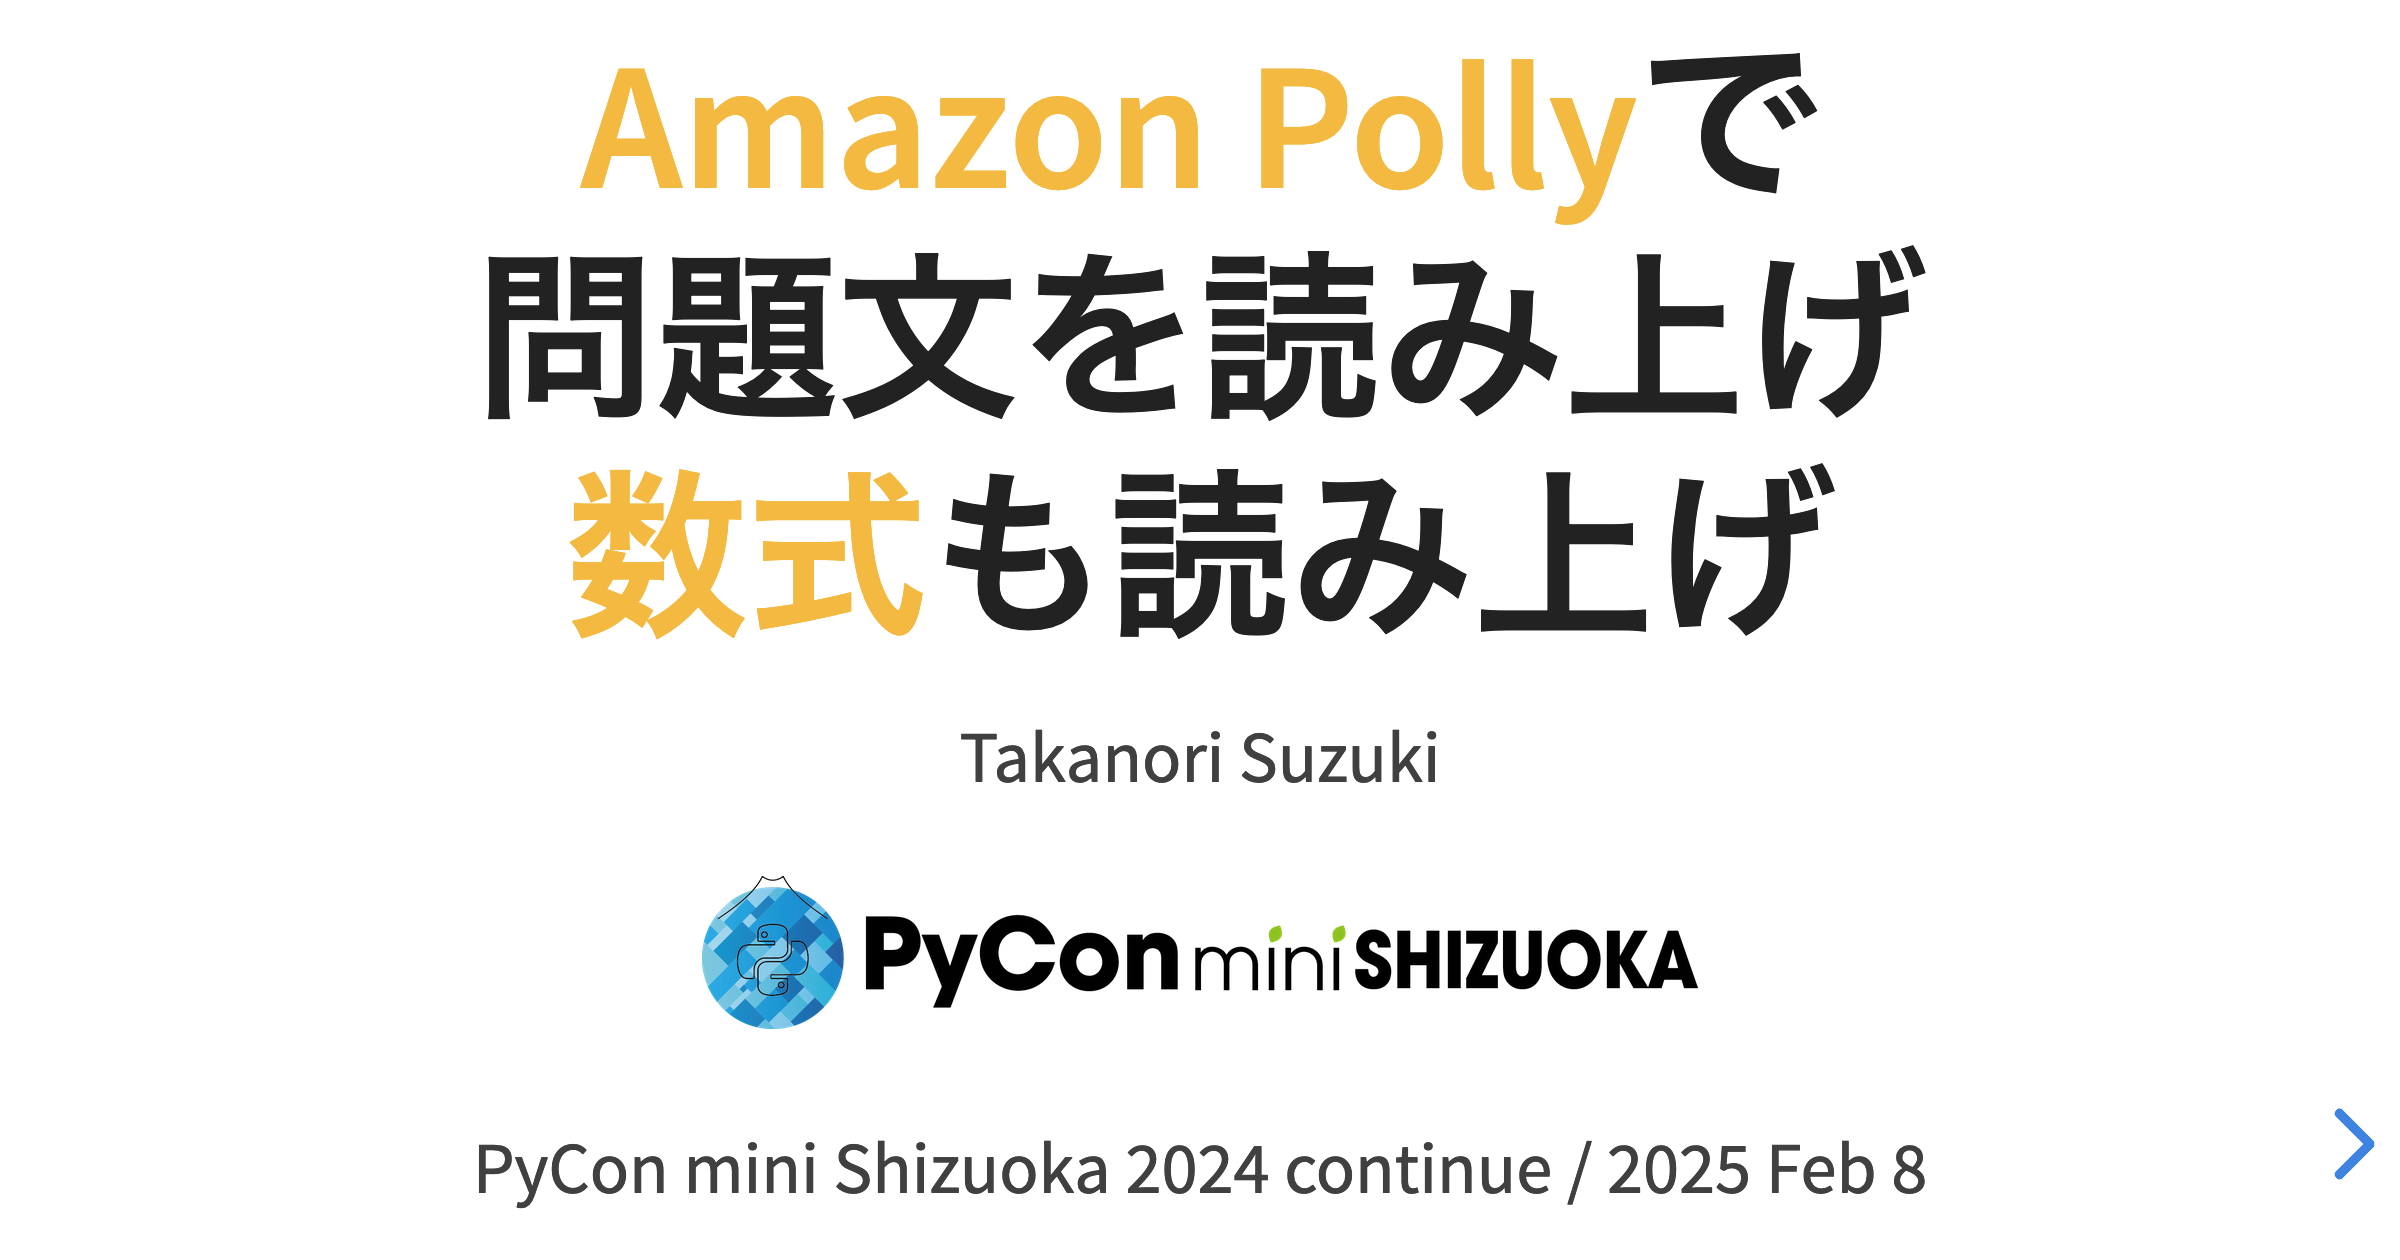 Amazon Pollyで
問題文を読み上げ
数式も読み上げ
Takanori Suzuki
PyCon mini SHIZUOKA
PyCon mini Shizuoka 2024 continue / 2025 Feb 8